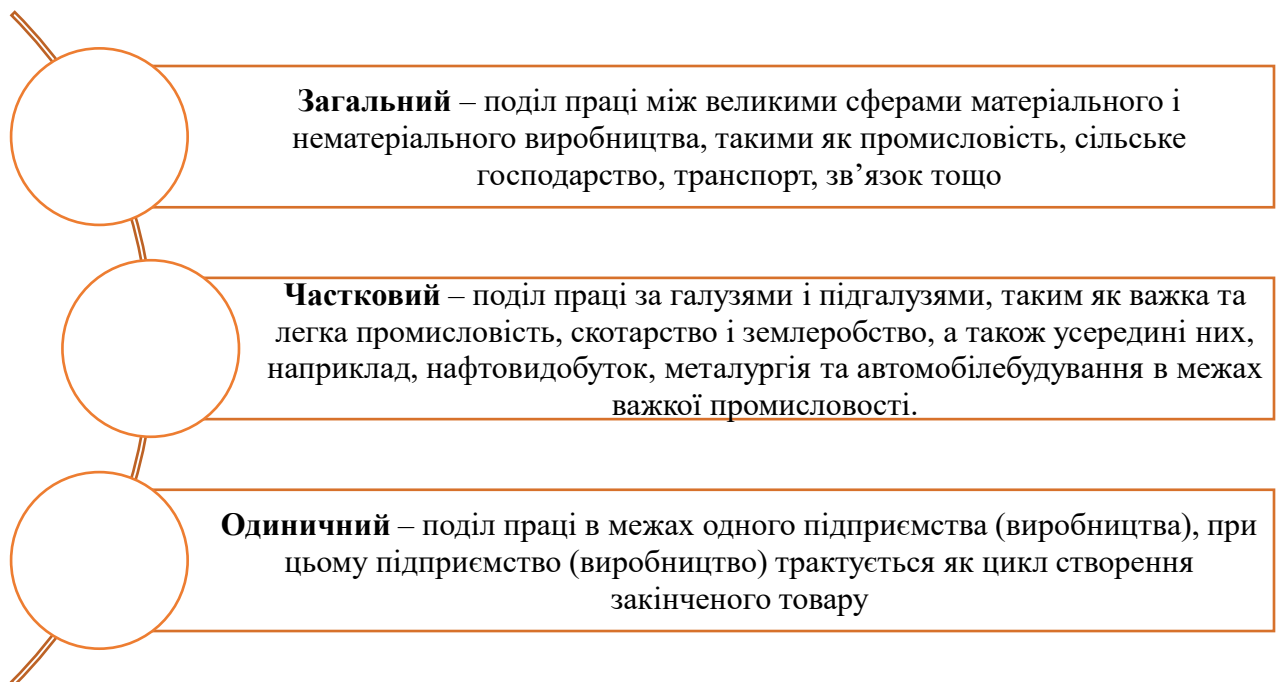 Загальний – поділ праці між великими сферами матеріального і
нематеріального виробництва, такими як промисловість, сільське
господарство, транспорт, зв’язок тощо
Частковий – поділ праці за галузями і підгалузями, таким як важка та
легка промисловість, скотарство і землеробство, а також усередині них,
наприклад, нафтовидобуток, металургія та автомобілебудування в межах
важкої промисловості.
Одиничний – поділ праці в межах одного підприємства (виробництва), при
цьому підприємство (виробництво) трактується як цикл створення
закінченого товару